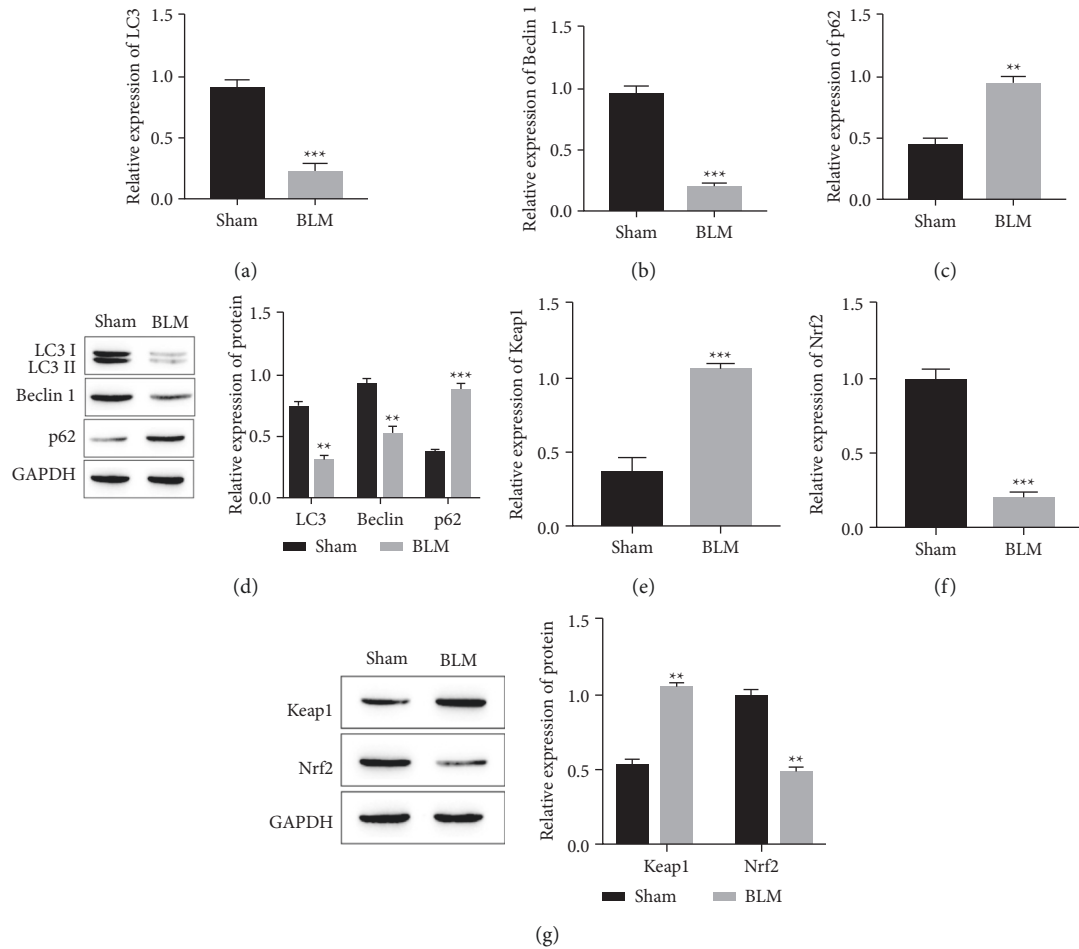 Relative expression of LC3
1.5
1.0
0.5
0.0
***
Sham
BLM
(a)
Relative expression of Beclin 1
1.5
1.0
0.5
0.0
***
Sham
BLM
(b)
Relative expression of p62
1.5
1.0
0.5
0.0
**
Sham
BLM
(c)
Sham BLM
LC3 I
LC3 II
Beclin 1
p62
GAPDH
Relative expression of protein
1.5
1.0
0.5
0.0
**
**
***
LC3
Beclin
p62
Sham
BLM
(d)
Relative expression of Keap1
1.5
1.0
0.5
0.0
***
Sham
BLM
(e)
Relative expression of Nrf2
1.5
1.0
0.5
0.0
***
Sham
BLM
(f)
Sham BLM
Keap1
Nrf2
GAPDH
Relative expression of protein
1.5
1.0
0.5
0.0
**
**
Keap1
Nrf2
Sham
BLM
(g)